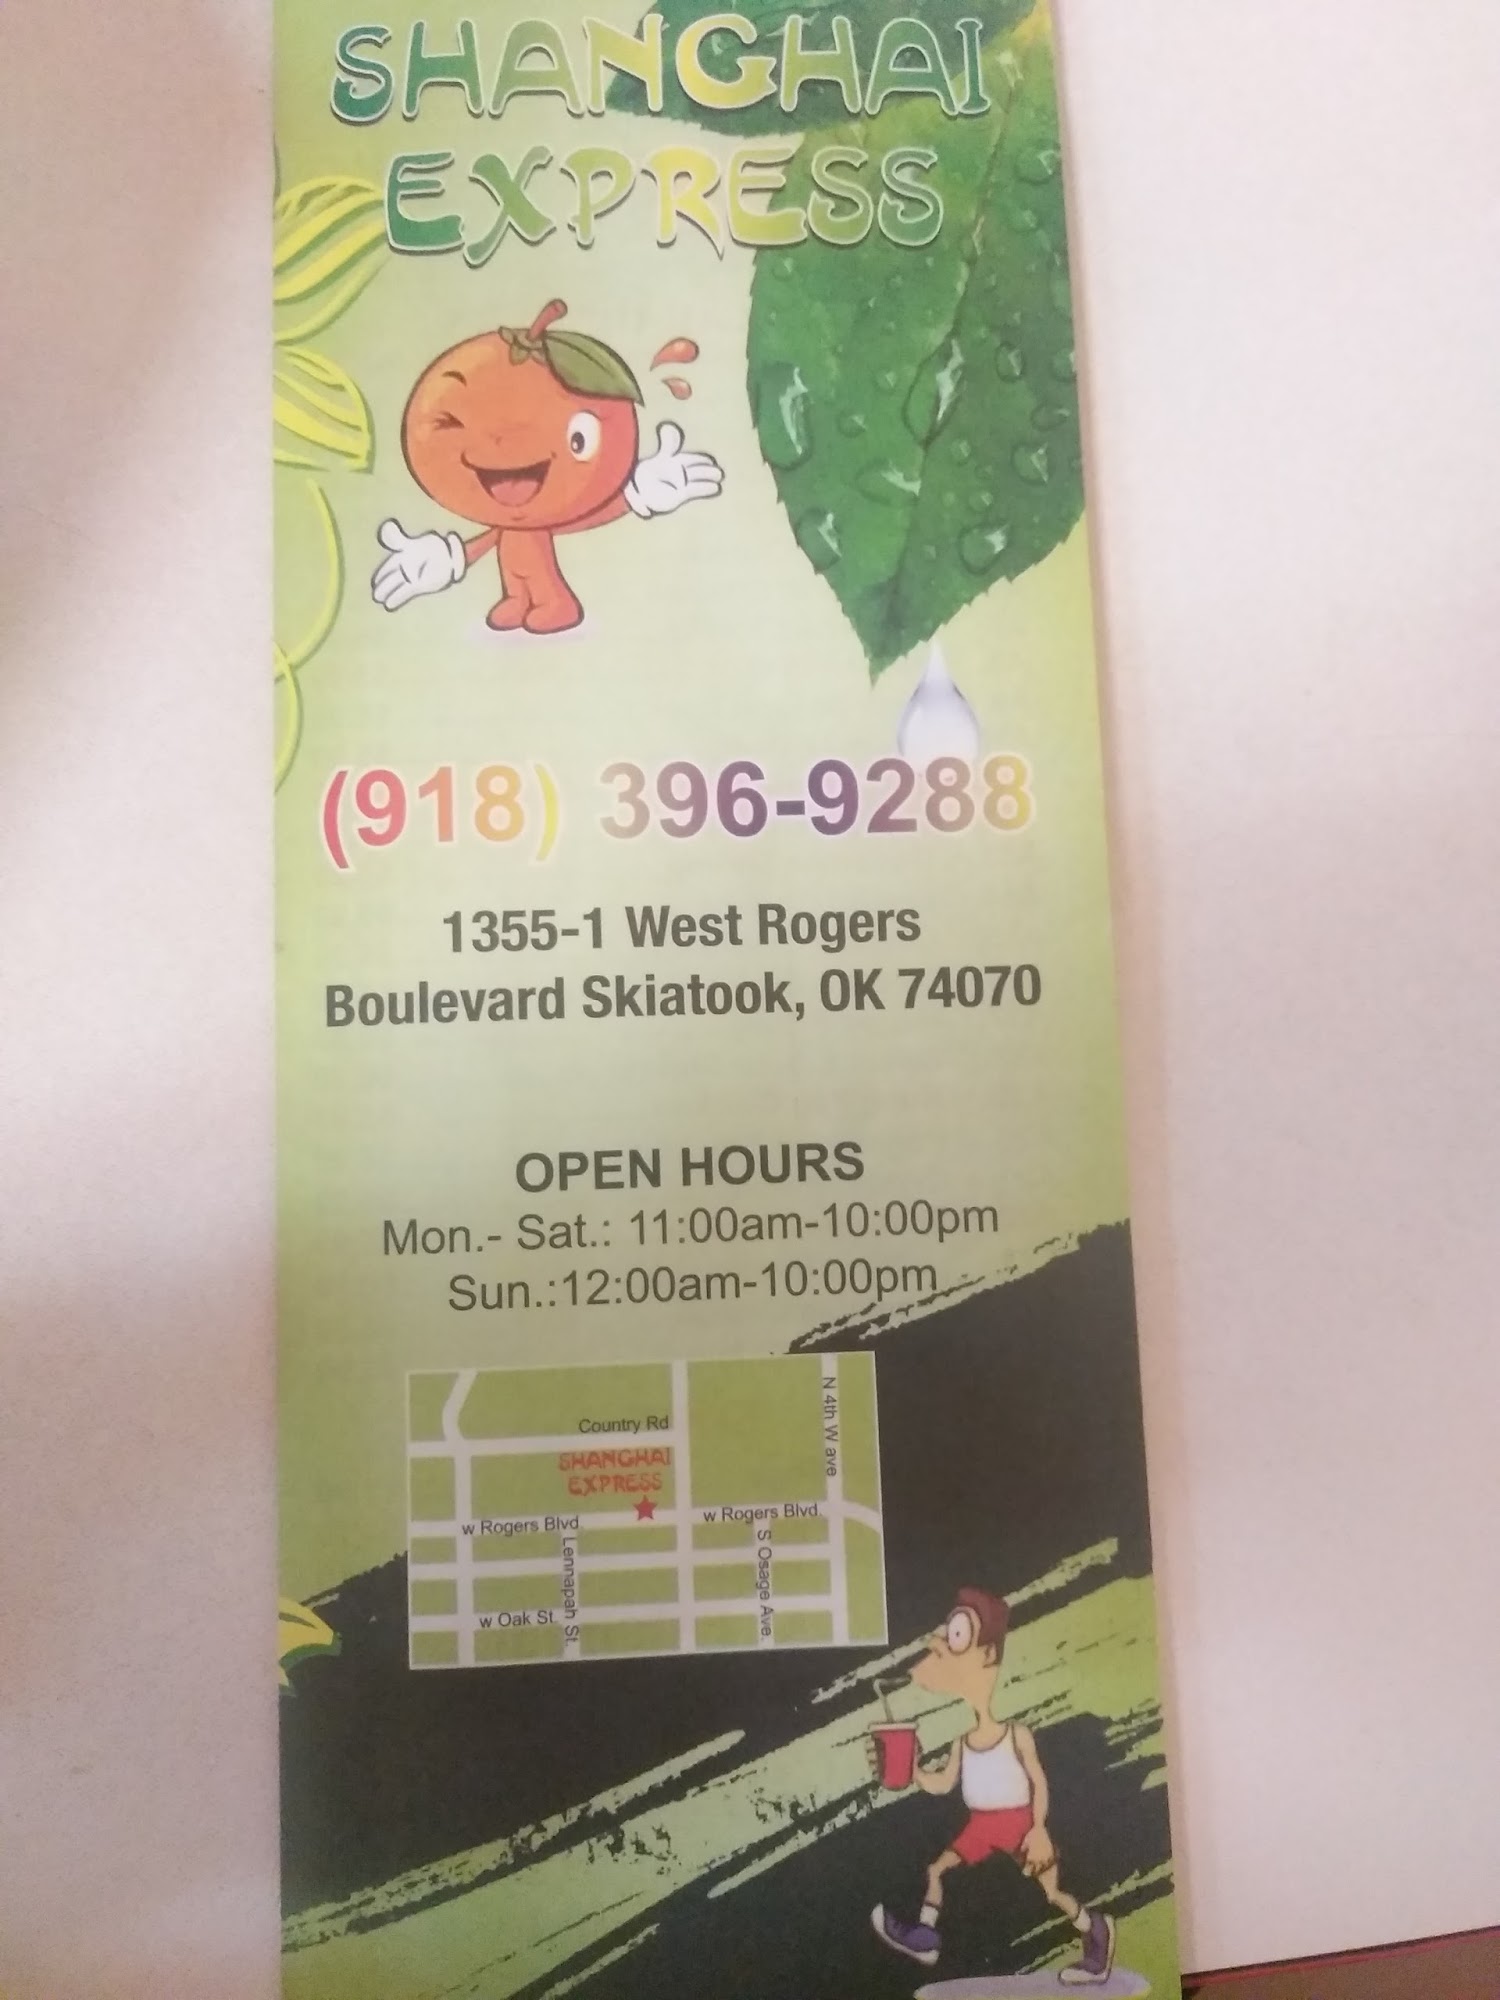 SHANGHAI
EXPRESS
(918) 396-9288
1355-1 West Rogers
Boulevard Skiatook, OK 74070
OPEN HOURS
Mon.- Sat.: 11:00am-10:00pm
Sun.:12:00am-10:00pm
N 4th W ave
Country Rd
SHANGHAI
EXPRESS
w Rogers Blvd.
w Rogers Blvd.
Lennapah St.
S Osage Ave.
w Oak St.